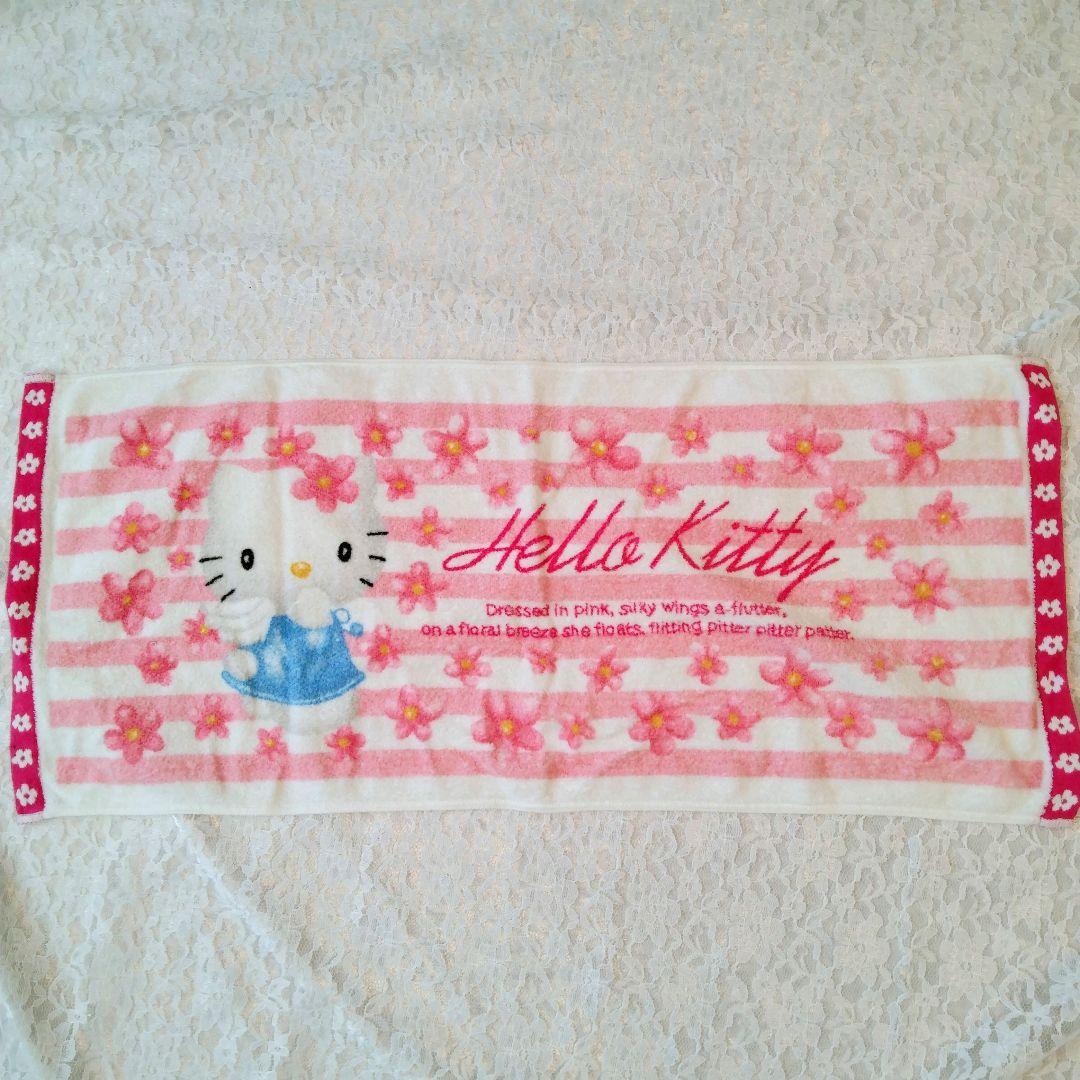 Hello Kitty
Dressed in pink, silky wings a-flutter,
on a floral breeze she floats, flitting pitter pitter patter.